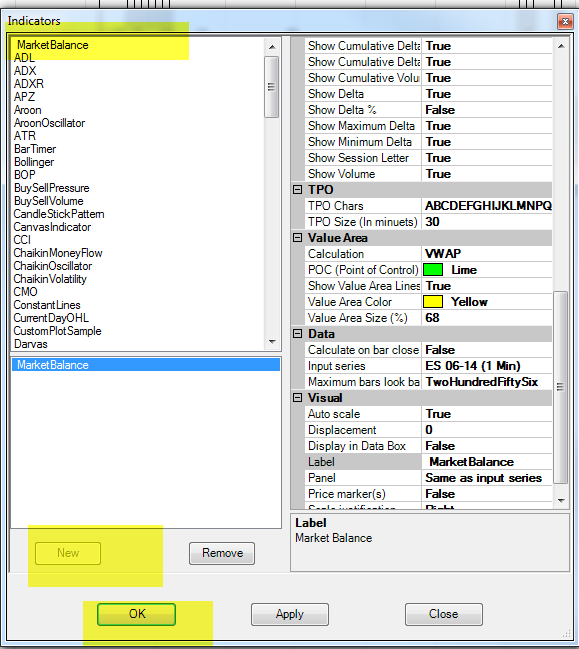 Indicators
MarketBalance
ADL
ADX
ADXR
APZ
Aroon
AroonOscillator
ATR
BarTimer
Bollinger
BOP
BuySellPressure
BuySellVolume
CandleStickPattern
CanvasIndicator
CCI
ChaikinMoneyFlow
ChaikinOscillator
ChaikinVolatility
CMO
ConstantLines
CurrentDayOHL
CustomPlotSample
Darvas
MarketBalance
New
Remove
Show Cumulative Delta True
Show Cumulative Delta True
Show Cumulative Volu True
Show Delta True
Show Delta % False
Show Maximum Delta True
Show Minimum Delta True
Show Session Letter True
Show Volume True
TPO
TPO Chars ABCDEFGHIJKLMNPQ
TPO Size (In minuets) 30
Value Area
Calculation VWAP
POC (Point of Control) Lime
Show Value Area Lines True
Value Area Color Yellow
Value Area Size (%) 68
Data
Calculate on bar close False
Input series ES 06-14 (1 Min)
Maximum bars look ba TwoHundredFiftySix
Visual
Auto scale True
Displacement 0
Display in Data Box False
Label MarketBalance
Panel Same as input series
Price marker(s) False
Scale justification Right
Label
Market Balance
OK
Apply
Close